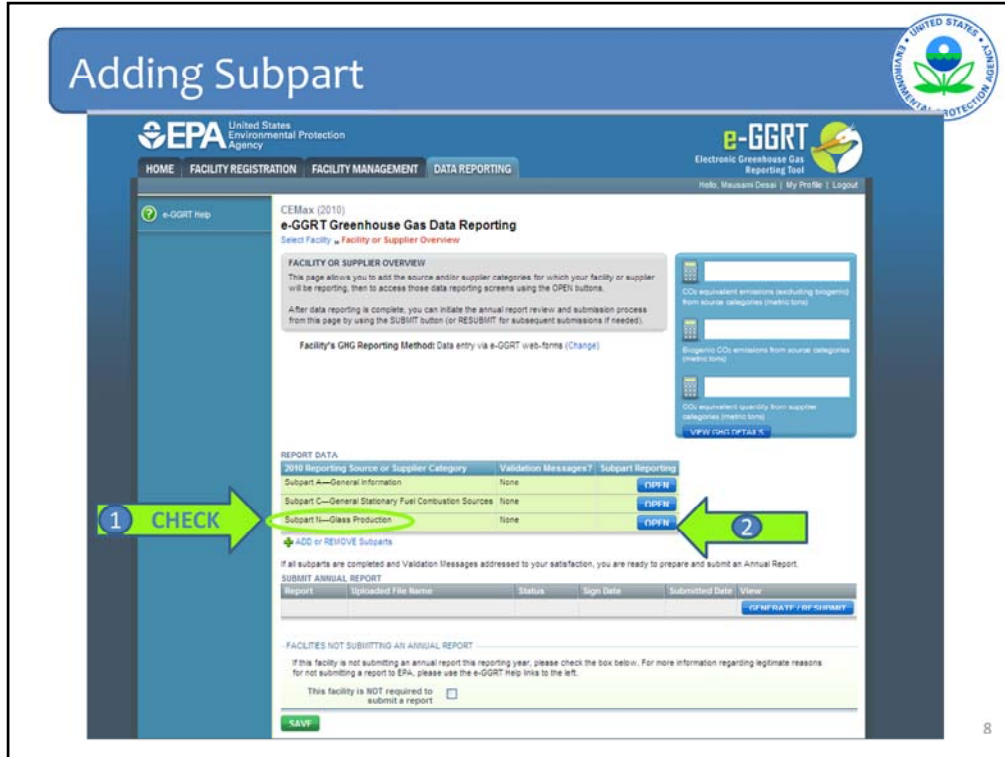 Adding Subpart
UNITED STATES
ENVIRONMENTAL PROTECTION AGENCY
EPA United States
Environmental Protection
Agency
e-GGRT
Electronic Greenhouse Gas
Reporting Tool
HOME FACILITY REGISTRATION FACILITY MANAGEMENT DATA REPORTING
Hello, Mausami Desai | My Profile | Logout
e-GGRT Help
CEMax (2010)
e-GGRT Greenhouse Gas Data Reporting
Select Facility » Facility or Supplier Overview
FACILITY OR SUPPLIER OVERVIEW
This page allows you to add the source and/or supplier categories for which your facility or supplier
will be reporting, then to access those data reporting screens using the OPEN buttons.
After data reporting is complete, you can initiate the annual report review and submission process
from this page by using the SUBMIT button (or RESUBMIT for subsequent submissions if needed).
CO₂ equivalent emissions (excluding biogenic)
from source categories (metric tons)
Biogenic CO₂ emissions from source categories
(metric tons)
CO₂ equivalent quantity from supplier
categories (metric tons)
VIEW GHG DETAILS
Facility's GHG Reporting Method: Data entry via e-GGRT web-forms (Change)
REPORT DATA
2010 Reporting Source or Supplier Category Validation Messages? Subpart Reporting
Subpart A—General Information None OPEN
Subpart C—General Stationary Fuel Combustion Sources None OPEN
1 CHECK
Subpart N—Glass Production None OPEN
2
ADD or REMOVE Subparts
If all subparts are completed and Validation Messages addressed to your satisfaction, you are ready to prepare and submit an Annual Report.
SUBMIT ANNUAL REPORT
Report Uploaded File Name Status Sign Date Submitted Date View
GENERATE / RESUBMIT
FACILITIES NOT SUBMITTING AN ANNUAL REPORT
If this facility is not submitting an annual report this reporting year, please check the box below. For more information regarding legitimate reasons
for not submitting a report to EPA, please use the e-GGRT Help links to the left.
This facility is NOT required to
submit a report
SAVE
8